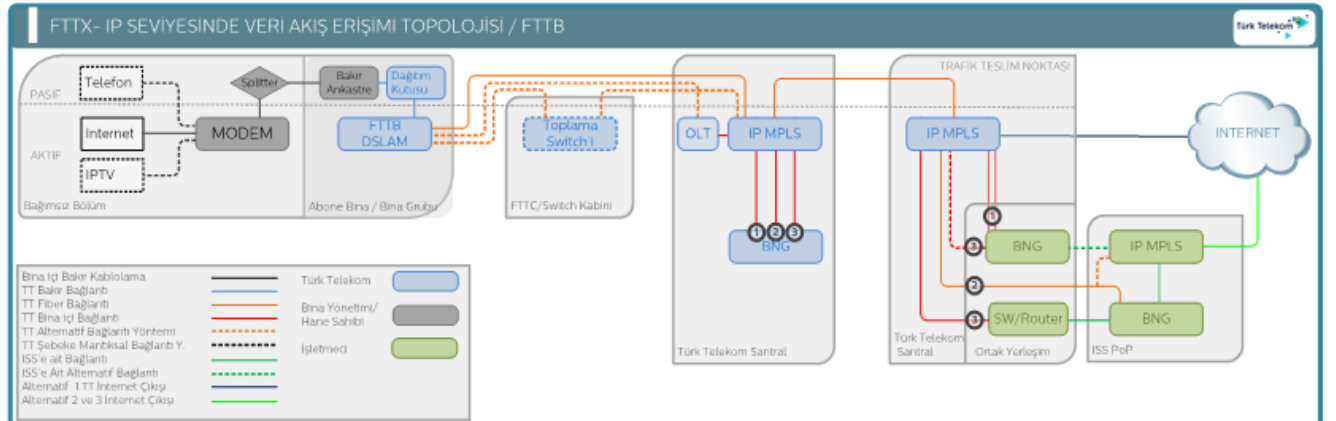 FTTX- IP SEVİYESİNDE VERİ AKIŞ ERİŞİMİ TOPOLOJİSİ / FTTB
Türk Telekom
PASİF
AKTİF
Telefon
Internet
IPTV
MODEM
Splitter
Bağımsız Bölüm
Bakır
Ankastre
Dağıtım
Kutusu
FTTB
DSLAM
Abone Bina / Bina Grubu
Toplama
Switch'i
FTTC/Switch Kabini
OLT
IP MPLS
1
2
3
BNG
Türk Telekom Santral
TRAFİK TESLİM NOKTASI
IP MPLS
1
3
BNG
2
3
SW/Router
Türk Telekom
Santral
Ortak Yerleşim
IP MPLS
BNG
ISS PoP
INTERNET
Bina İçi Bakır Kablolama
TT Bakır Bağlantı
TT Fiber Bağlantı
TT Bina İçi Bağlantı
TT Alternatif Bağlantı Yöntemi
TT Şebeke Mantıksal Bağlantı Y.
ISS'e ait Bağlantı
ISS'e Ait Alternatif Bağlantı
Alternatif 1 TT İnternet Çıkışı
Alternatif 2 ve 3 İnternet Çıkışı
Türk Telekom
Bina Yönetimi/
Hane Sahibi
İşletmeci